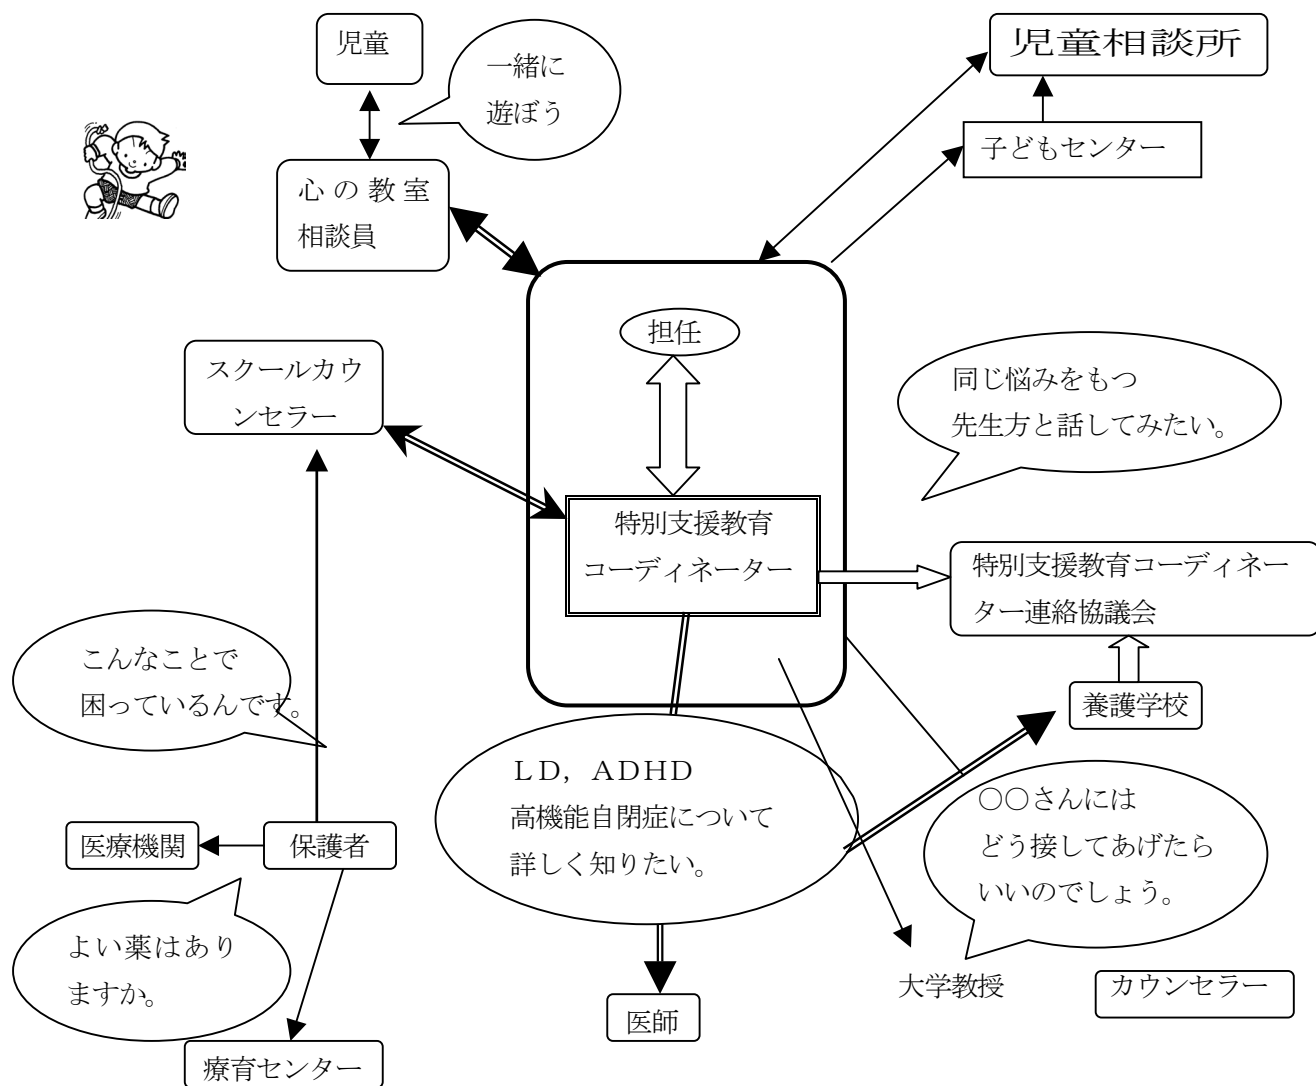 児童
一緒に
遊ぼう
児童相談所
子どもセンター
心の教室
相談員
担任
スクールカウ
ンセラー
同じ悩みをもつ
先生方と話してみたい。
特別支援教育
コーディネーター
特別支援教育コーディネー
ター連絡協議会
こんなことで
困っているんです。
養護学校
ＬＤ，ＡＤＨＤ
高機能自閉症について
詳しく知りたい。
〇〇さんには
どう接してあげたら
いいのでしょう。
医療機関
保護者
よい薬はあり
ますか。
大学教授
カウンセラー
医師
療育センター